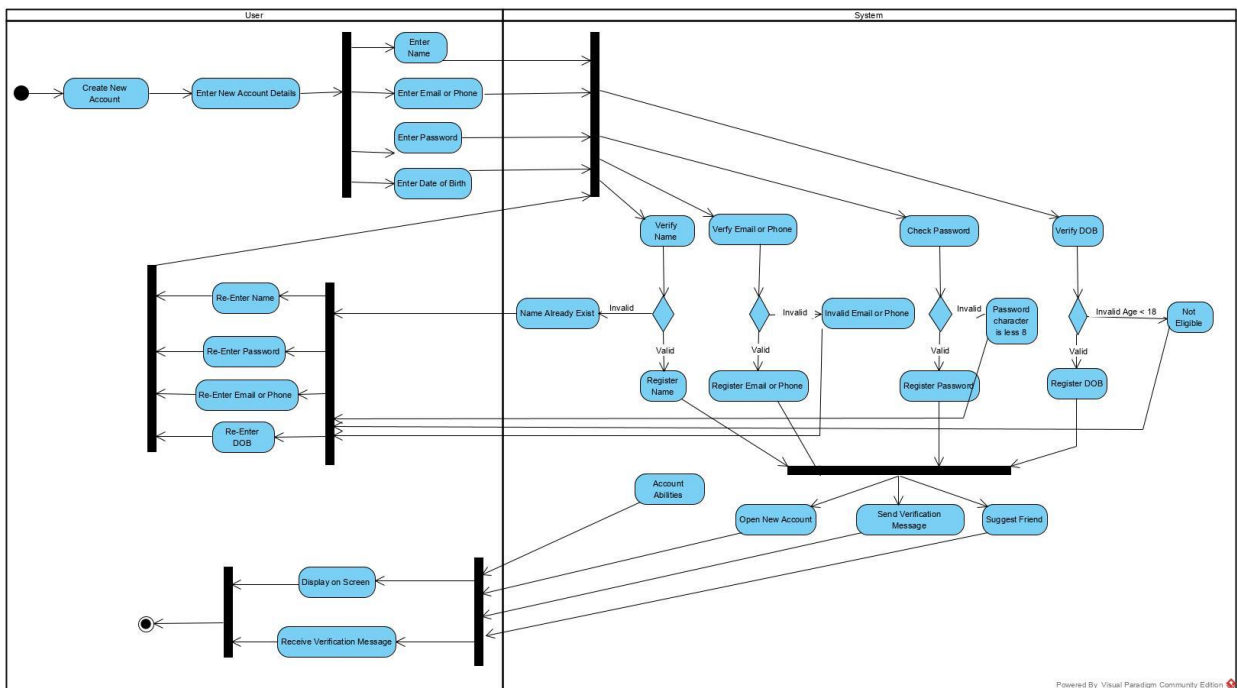 User
System
Enter
Name
Create New
Account
Enter New Account Details
Enter Email or Phone
Enter Password
Enter Date of Birth
Verify
Name
Verfy Email or Phone
Check Password
Verify DOB
Re-Enter Name
Name Already Exist
Invalid
Invalid
Invalid Email or Phone
Invalid
Password
character
is less 8
Invalid Age < 18
Not
Eligible
Re-Enter Password
Valid
Valid
Valid
Valid
Re-Enter Email or Phone
Register
Name
Register Email or Phone
Register Password
Register DOB
Re-Enter
DOB
Account
Abilities
Open New Account
Send Verification
Message
Suggest Friend
Display on Screen
Receive Verification Message
Powered By Visual Paradigm Community Edition